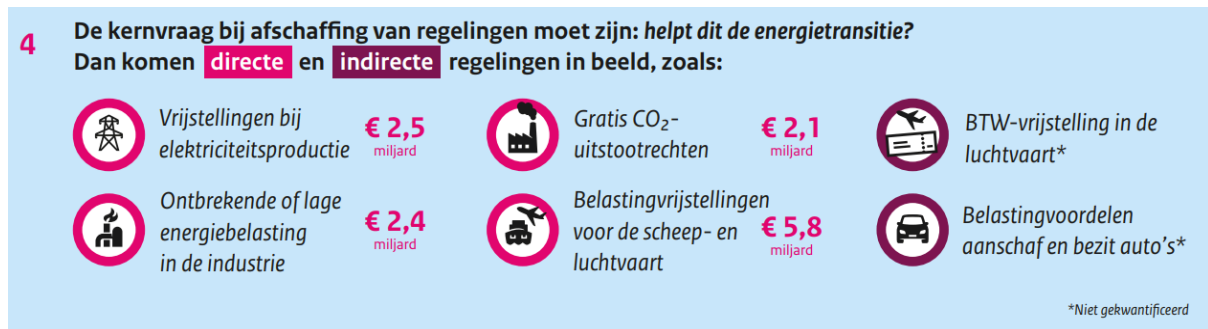 4
De kernvraag bij afschaffing van regelingen moet zijn: helpt dit de energietransitie?
Dan komen directe en indirecte regelingen in beeld, zoals:
Vrijstellingen bij
elektriciteitsproductie
€ 2,5
miljard
Gratis CO₂-
uitstootrechten
€ 2,1
miljard
BTW-vrijstelling in de
luchtvaart*
Ontbrekende of lage
energiebelasting
in de industrie
€ 2,4
miljard
Belastingvrijstellingen
voor de scheep- en
luchtvaart
€ 5,8
miljard
Belastingvoordelen
aanschaf en bezit auto's*
*Niet gekwantificeerd